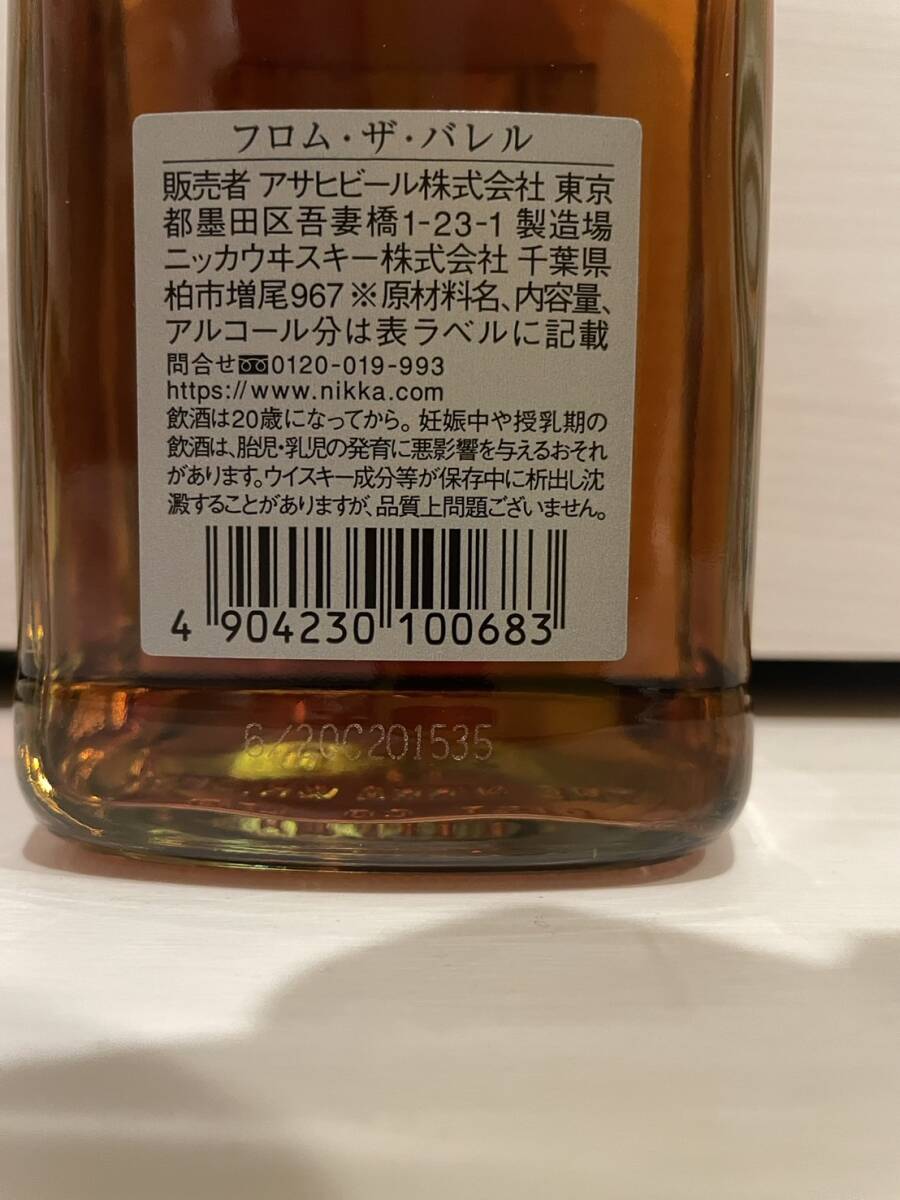 フロム・ザ・バレル
販売者 アサヒビール株式会社 東京
都墨田区吾妻橋1-23-1 製造場
ニッカウヰスキー株式会社 千葉県
柏市増尾967 ※原材料名、内容量、
アルコール分は表ラベルに記載
問合せ 0120-019-993
https://www.nikka.com
飲酒は20歳になってから。妊娠中や授乳期の
飲酒は、胎児・乳児の発育に悪影響を与えるおそれ
があります。ウイスキー成分等が保存中に析出し沈
澱することがありますが、品質上問題ございません。
4 904230 100683
6/20C201535